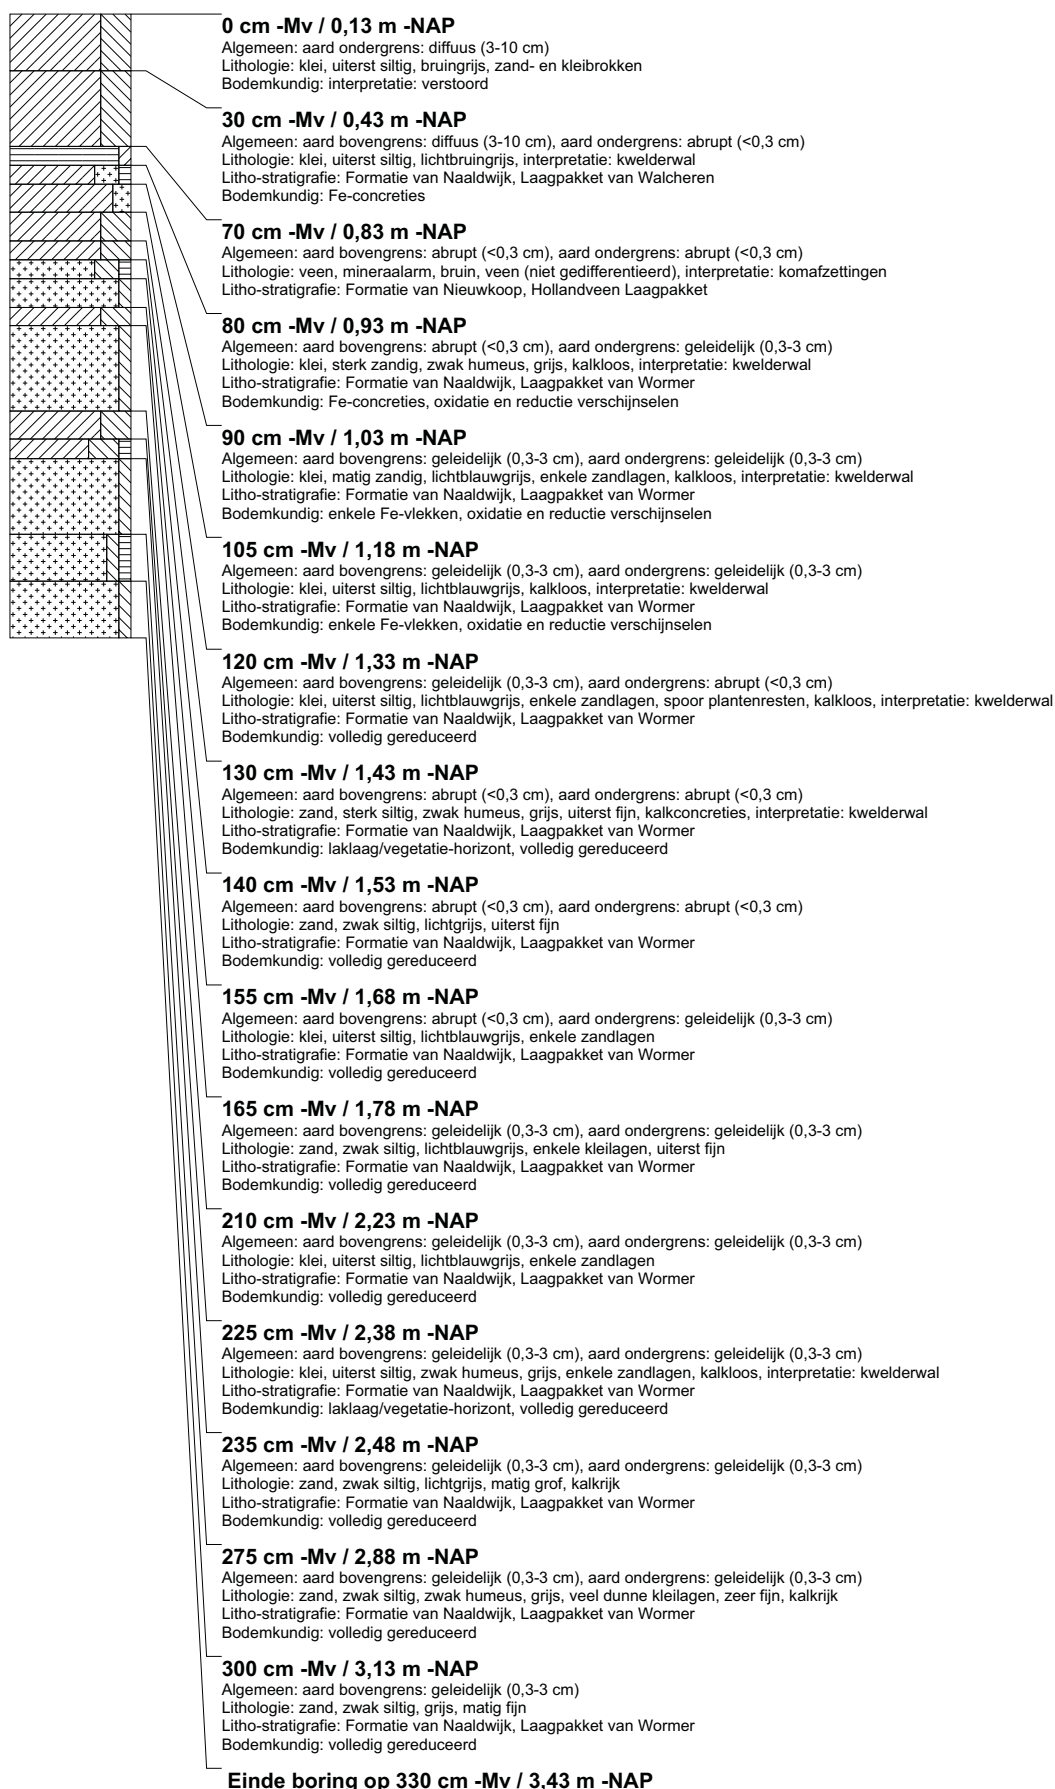 0 cm -Mv / 0,13 m -NAP
Algemeen: aard ondergrens: diffuus (3-10 cm)
Lithologie: klei, uiterst siltig, bruingrijs, zand- en kleibrokken
Bodemkundig: interpretatie: verstoord
30 cm -Mv / 0,43 m -NAP
Algemeen: aard bovengrens: diffuus (3-10 cm), aard ondergrens: abrupt (<0,3 cm)
Lithologie: klei, uiterst siltig, lichtbruingrijs, interpretatie: kwelderwal
Litho-stratigrafie: Formatie van Naaldwijk, Laagpakket van Walcheren
Bodemkundig: Fe-concreties
70 cm -Mv / 0,83 m -NAP
Algemeen: aard bovengrens: abrupt (<0,3 cm), aard ondergrens: abrupt (<0,3 cm)
Lithologie: veen, mineraalarm, bruin, veen (niet gedifferentieerd), interpretatie: komafzettingen
Litho-stratigrafie: Formatie van Nieuwkoop, Hollandveen Laagpakket
80 cm -Mv / 0,93 m -NAP
Algemeen: aard bovengrens: abrupt (<0,3 cm), aard ondergrens: geleidelijk (0,3-3 cm)
Lithologie: klei, sterk zandig, zwak humeus, grijs, kalkloos, interpretatie: kwelderwal
Litho-stratigrafie: Formatie van Naaldwijk, Laagpakket van Wormer
Bodemkundig: Fe-concreties, oxidatie en reductie verschijnselen
90 cm -Mv / 1,03 m -NAP
Algemeen: aard bovengrens: geleidelijk (0,3-3 cm), aard ondergrens: geleidelijk (0,3-3 cm)
Lithologie: klei, matig zandig, lichtblauwgrijs, enkele zandlagen, kalkloos, interpretatie: kwelderwal
Litho-stratigrafie: Formatie van Naaldwijk, Laagpakket van Wormer
Bodemkundig: enkele Fe-vlekken, oxidatie en reductie verschijnselen
105 cm -Mv / 1,18 m -NAP
Algemeen: aard bovengrens: geleidelijk (0,3-3 cm), aard ondergrens: geleidelijk (0,3-3 cm)
Lithologie: klei, uiterst siltig, lichtblauwgrijs, kalkloos, interpretatie: kwelderwal
Litho-stratigrafie: Formatie van Naaldwijk, Laagpakket van Wormer
Bodemkundig: enkele Fe-vlekken, oxidatie en reductie verschijnselen
120 cm -Mv / 1,33 m -NAP
Algemeen: aard bovengrens: geleidelijk (0,3-3 cm), aard ondergrens: abrupt (<0,3 cm)
Lithologie: klei, uiterst siltig, lichtblauwgrijs, enkele zandlagen, spoor plantenresten, kalkloos, interpretatie: kwelderwal
Litho-stratigrafie: Formatie van Naaldwijk, Laagpakket van Wormer
Bodemkundig: volledig gereduceerd
130 cm -Mv / 1,43 m -NAP
Algemeen: aard bovengrens: abrupt (<0,3 cm), aard ondergrens: abrupt (<0,3 cm)
Lithologie: zand, sterk siltig, zwak humeus, grijs, uiterst fijn, kalkconcreties, interpretatie: kwelderwal
Litho-stratigrafie: Formatie van Naaldwijk, Laagpakket van Wormer
Bodemkundig: laklaag/vegetatie-horizont, volledig gereduceerd
140 cm -Mv / 1,53 m -NAP
Algemeen: aard bovengrens: abrupt (<0,3 cm), aard ondergrens: abrupt (<0,3 cm)
Lithologie: zand, zwak siltig, lichtgrijs, uiterst fijn
Litho-stratigrafie: Formatie van Naaldwijk, Laagpakket van Wormer
Bodemkundig: volledig gereduceerd
155 cm -Mv / 1,68 m -NAP
Algemeen: aard bovengrens: abrupt (<0,3 cm), aard ondergrens: geleidelijk (0,3-3 cm)
Lithologie: klei, uiterst siltig, lichtblauwgrijs, enkele zandlagen
Litho-stratigrafie: Formatie van Naaldwijk, Laagpakket van Wormer
Bodemkundig: volledig gereduceerd
165 cm -Mv / 1,78 m -NAP
Algemeen: aard bovengrens: geleidelijk (0,3-3 cm), aard ondergrens: geleidelijk (0,3-3 cm)
Lithologie: zand, zwak siltig, lichtblauwgrijs, enkele kleilagen, uiterst fijn
Litho-stratigrafie: Formatie van Naaldwijk, Laagpakket van Wormer
Bodemkundig: volledig gereduceerd
210 cm -Mv / 2,23 m -NAP
Algemeen: aard bovengrens: geleidelijk (0,3-3 cm), aard ondergrens: geleidelijk (0,3-3 cm)
Lithologie: klei, uiterst siltig, lichtblauwgrijs, enkele zandlagen
Litho-stratigrafie: Formatie van Naaldwijk, Laagpakket van Wormer
Bodemkundig: volledig gereduceerd
225 cm -Mv / 2,38 m -NAP
Algemeen: aard bovengrens: geleidelijk (0,3-3 cm), aard ondergrens: geleidelijk (0,3-3 cm)
Lithologie: klei, uiterst siltig, zwak humeus, grijs, enkele zandlagen, kalkloos, interpretatie: kwelderwal
Litho-stratigrafie: Formatie van Naaldwijk, Laagpakket van Wormer
Bodemkundig: laklaag/vegetatie-horizont, volledig gereduceerd
235 cm -Mv / 2,48 m -NAP
Algemeen: aard bovengrens: geleidelijk (0,3-3 cm), aard ondergrens: geleidelijk (0,3-3 cm)
Lithologie: zand, zwak siltig, lichtgrijs, matig grof, kalkrijk
Litho-stratigrafie: Formatie van Naaldwijk, Laagpakket van Wormer
Bodemkundig: volledig gereduceerd
275 cm -Mv / 2,88 m -NAP
Algemeen: aard bovengrens: geleidelijk (0,3-3 cm), aard ondergrens: geleidelijk (0,3-3 cm)
Lithologie: zand, zwak siltig, zwak humeus, grijs, veel dunne kleilagen, zeer fijn, kalkrijk
Litho-stratigrafie: Formatie van Naaldwijk, Laagpakket van Wormer
Bodemkundig: volledig gereduceerd
300 cm -Mv / 3,13 m -NAP
Algemeen: aard bovengrens: geleidelijk (0,3-3 cm)
Lithologie: zand, zwak siltig, grijs, matig fijn
Litho-stratigrafie: Formatie van Naaldwijk, Laagpakket van Wormer
Bodemkundig: volledig gereduceerd
Einde boring op 330 cm -Mv / 3,43 m -NAP